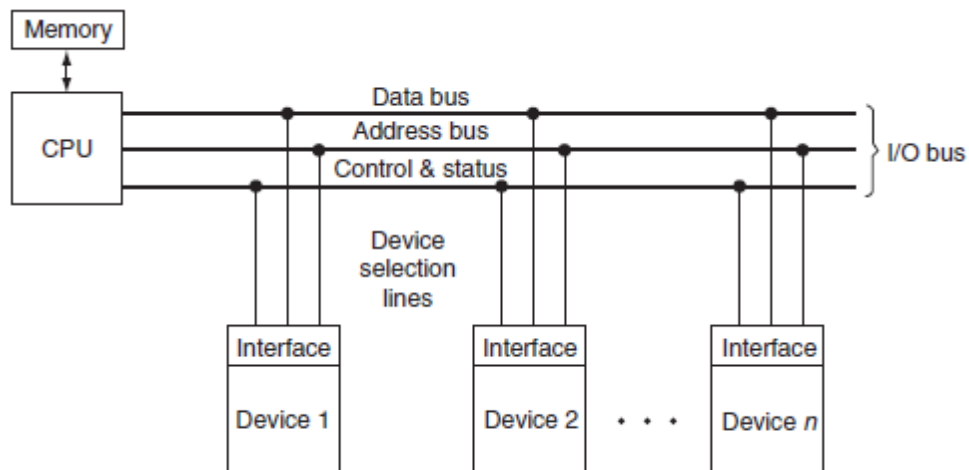 Memory
CPU
Data bus
Address bus
Control & status
I/O bus
Device
selection
lines
Interface
Interface
Interface
Device 1
Device 2
. . .
Device n